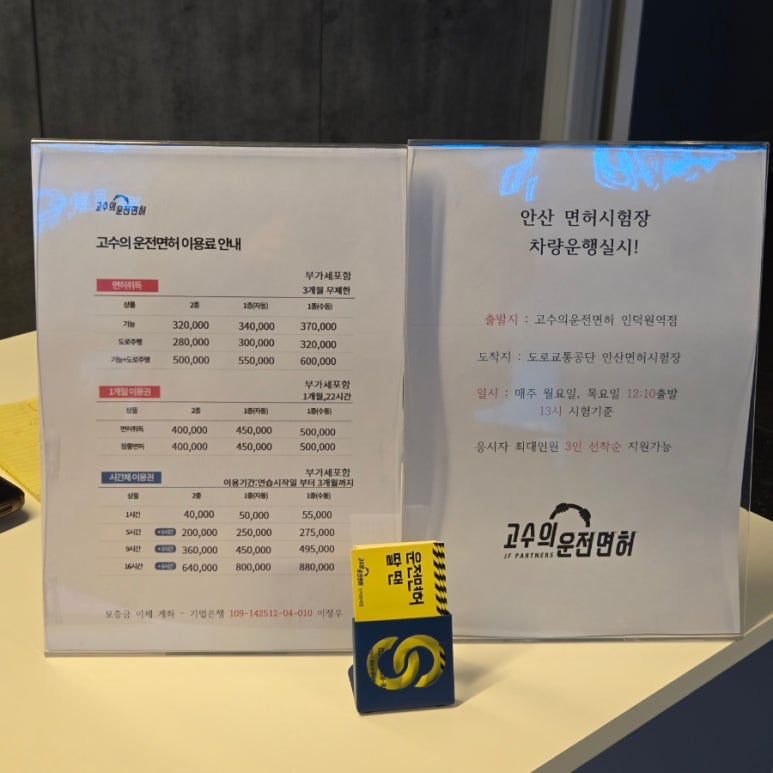 고수의 운전면허
고수의 운전면허 이용료 안내
부가세포함
면허취득 3개월 무제한
상품 2종 1종(자동) 1종(수동)
기능 320,000 340,000 370,000
도로주행 280,000 300,000 320,000
기능+도로주행 500,000 550,000 600,000
부가세포함
1개월 이용권 1개월,22시간
상품 2종 1종(자동) 1종(수동)
면허취득 400,000 450,000 500,000
장롱면허 400,000 450,000 500,000
시간제 이용권 부가세포함
이용기간:연습시작일 부터 3개월까지
상품 2종 1종(자동) 1종(수동)
1시간 40,000 50,000 55,000
5시간 200,000 250,000 275,000
9시간 360,000 450,000 495,000
16시간 640,000 800,000 880,000
보증금 이체 계좌 - 기업은행 109-142512-04-010 이정우
안산 면허시험장
차량운행실시!
출발지 : 고수의운전면허 인덕원역점
도착지 : 도로교통공단 안산면허시험장
일시 : 매주 월요일, 목요일 12:10출발
13시 시험기준
응시자 최대인원 3인 선착순 지원가능
고수의 운전면허
JF PARTNERS
운전면허
딸 땐